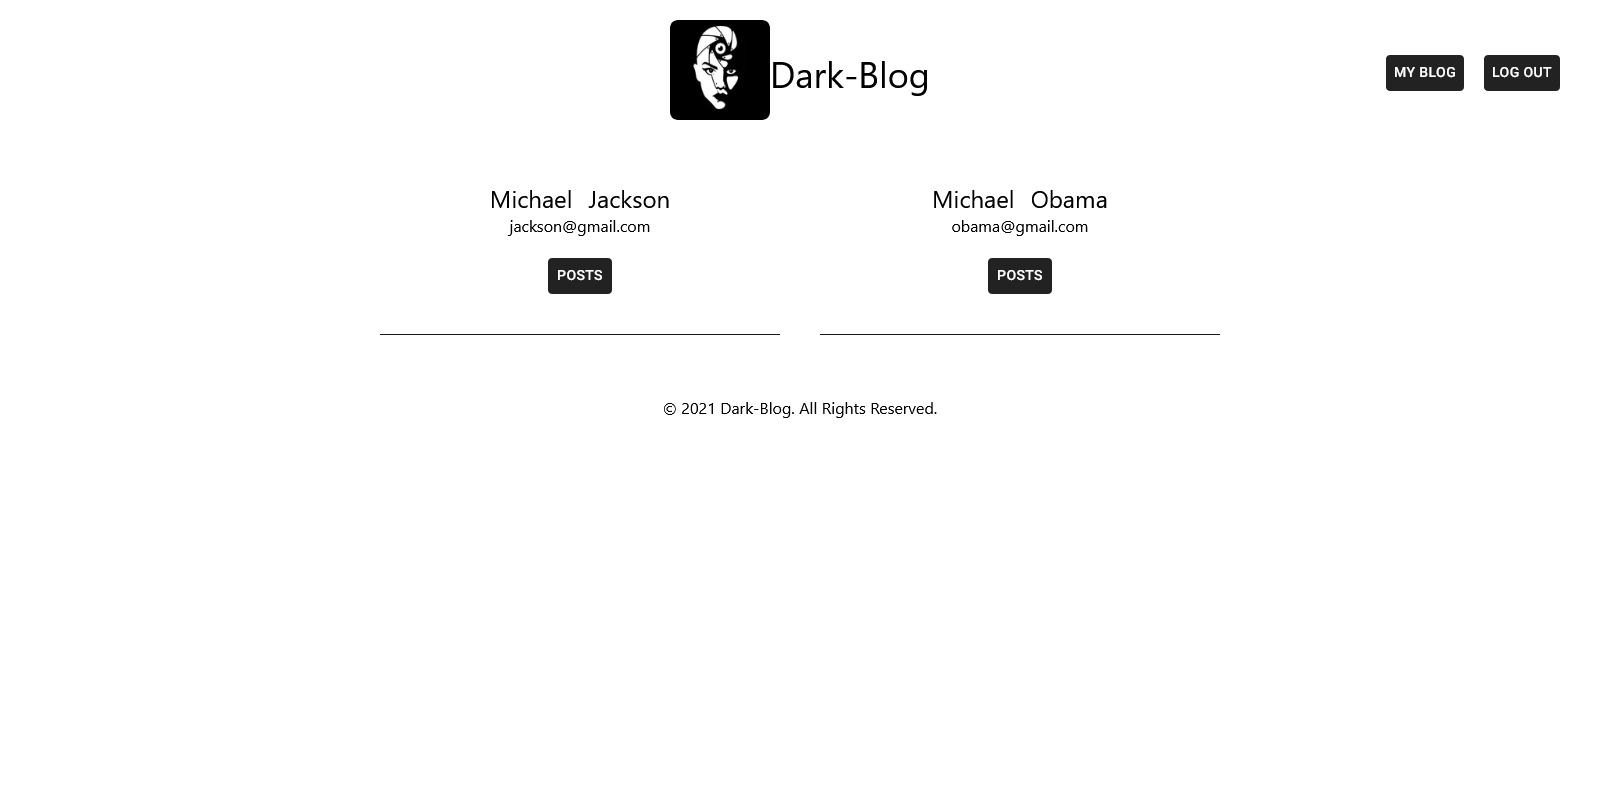 Dark-Blog
MY BLOG
LOG OUT
Michael Jackson
jackson@gmail.com
POSTS
Michael Obama
obama@gmail.com
POSTS
© 2021 Dark-Blog. All Rights Reserved.